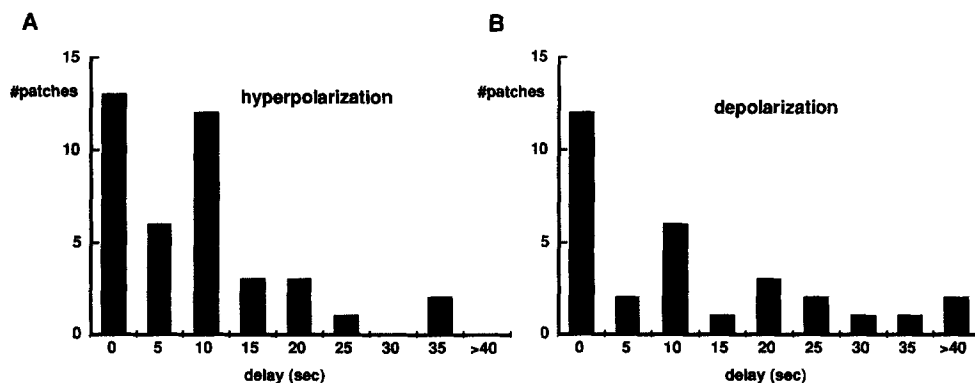 A
15
#patches
hyperpolarization
10
5
0
0 5 10 15 20 25 30 35 >40
delay (sec)
B
15
#patches
depolarization
10
5
0
0 5 10 15 20 25 30 35 >40
delay (sec)